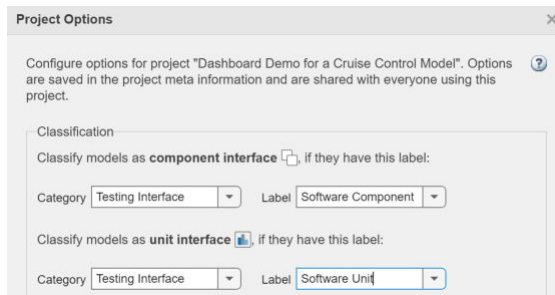 Project Options
Configure options for project "Dashboard Demo for a Cruise Control Model". Options
are saved in the project meta information and are shared with everyone using this
project.
Classification
Classify models as component interface , if they have this label:
Category Testing Interface Label Software Component
Classify models as unit interface , if they have this label:
Category Testing Interface Label Software Unit